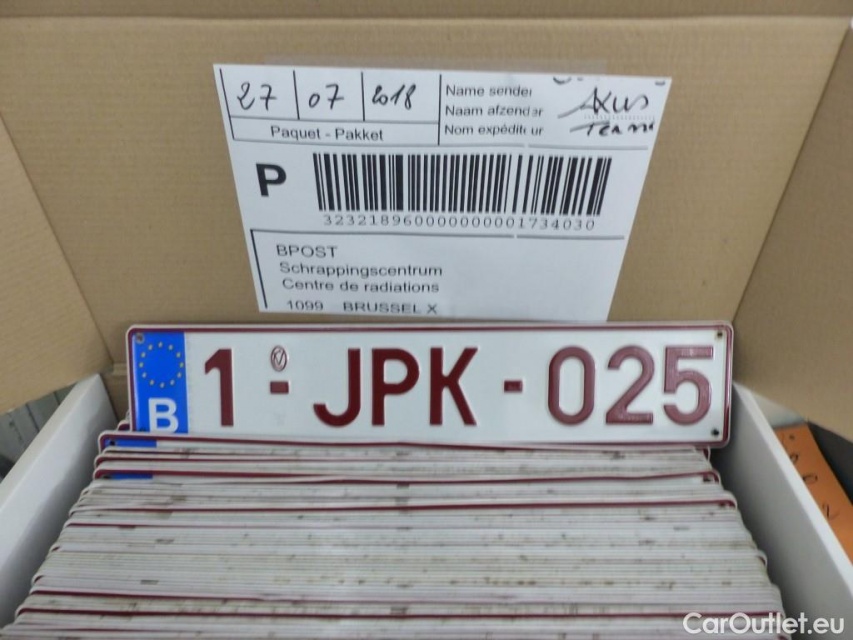 27 | 07 | 2018
Name sender
Naam afzender
Nom expéditeur
Axus
Team
Paquet - Pakket
P
32321896000000000001734030
BPOST
Schrappingscentrum
Centre de radiations
1099 BRUSSEL X
B 1-JPK-025
CarOutlet.eu